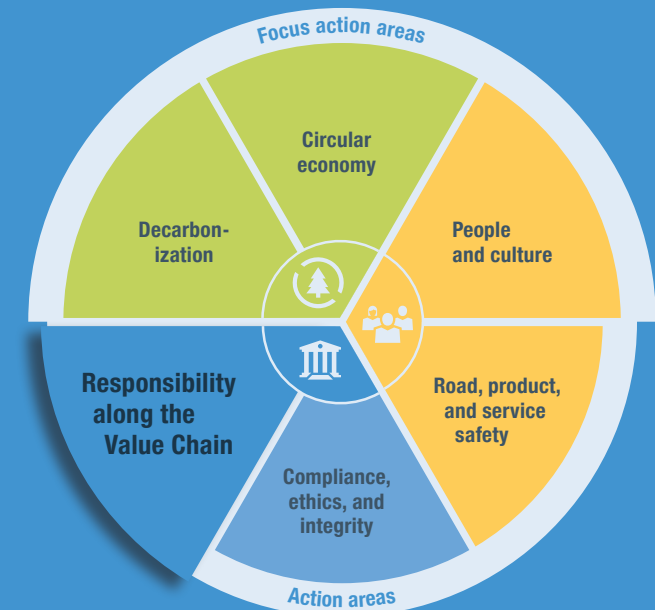 Focus action areas
Circular
economy
Decarbon-
ization
People
and culture
Responsibility
along the
Value Chain
Road, product,
and service
safety
Compliance,
ethics, and
integrity
Action areas